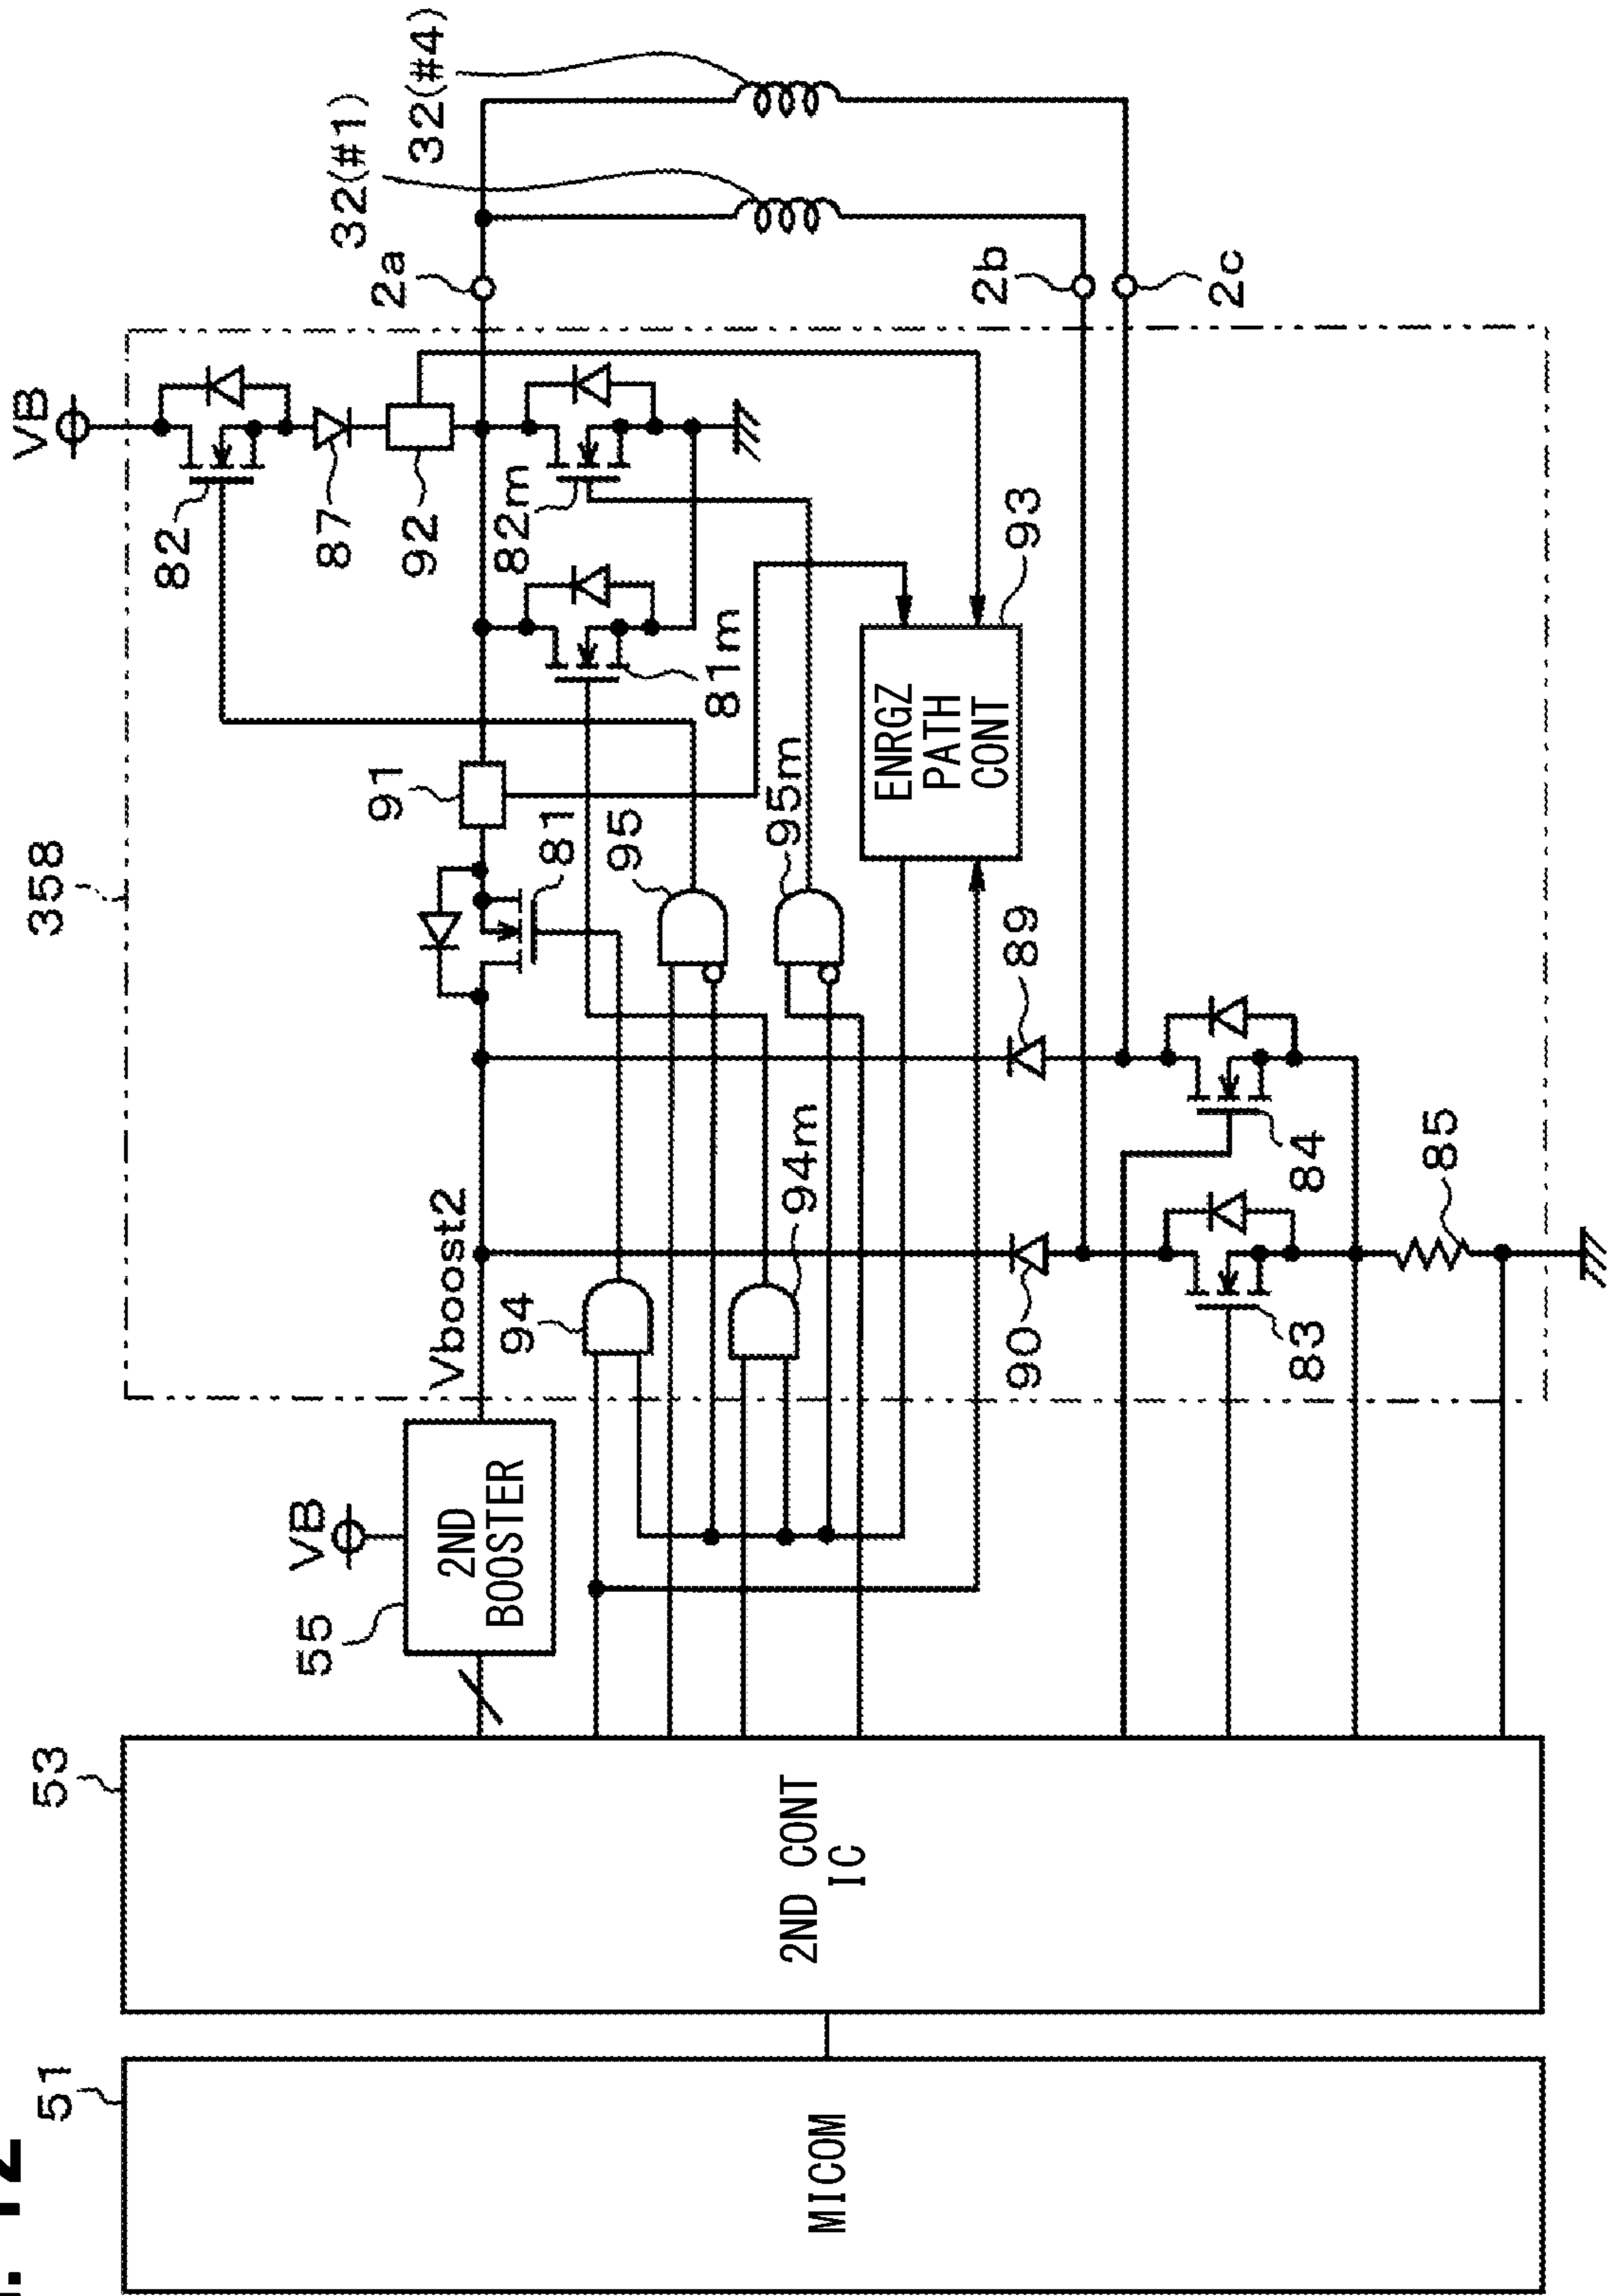 358
VB
82
87
92
82m
81m
91
81
95
95m
94
94m
93
ENRGZ
PATH
CONT
2a
2b
2c
32(#1)
32(#4)
Vboost2
VB
55
2ND
BOOSTER
89
90
84
83
85
53
2ND CONT
IC
51
MICOM
12